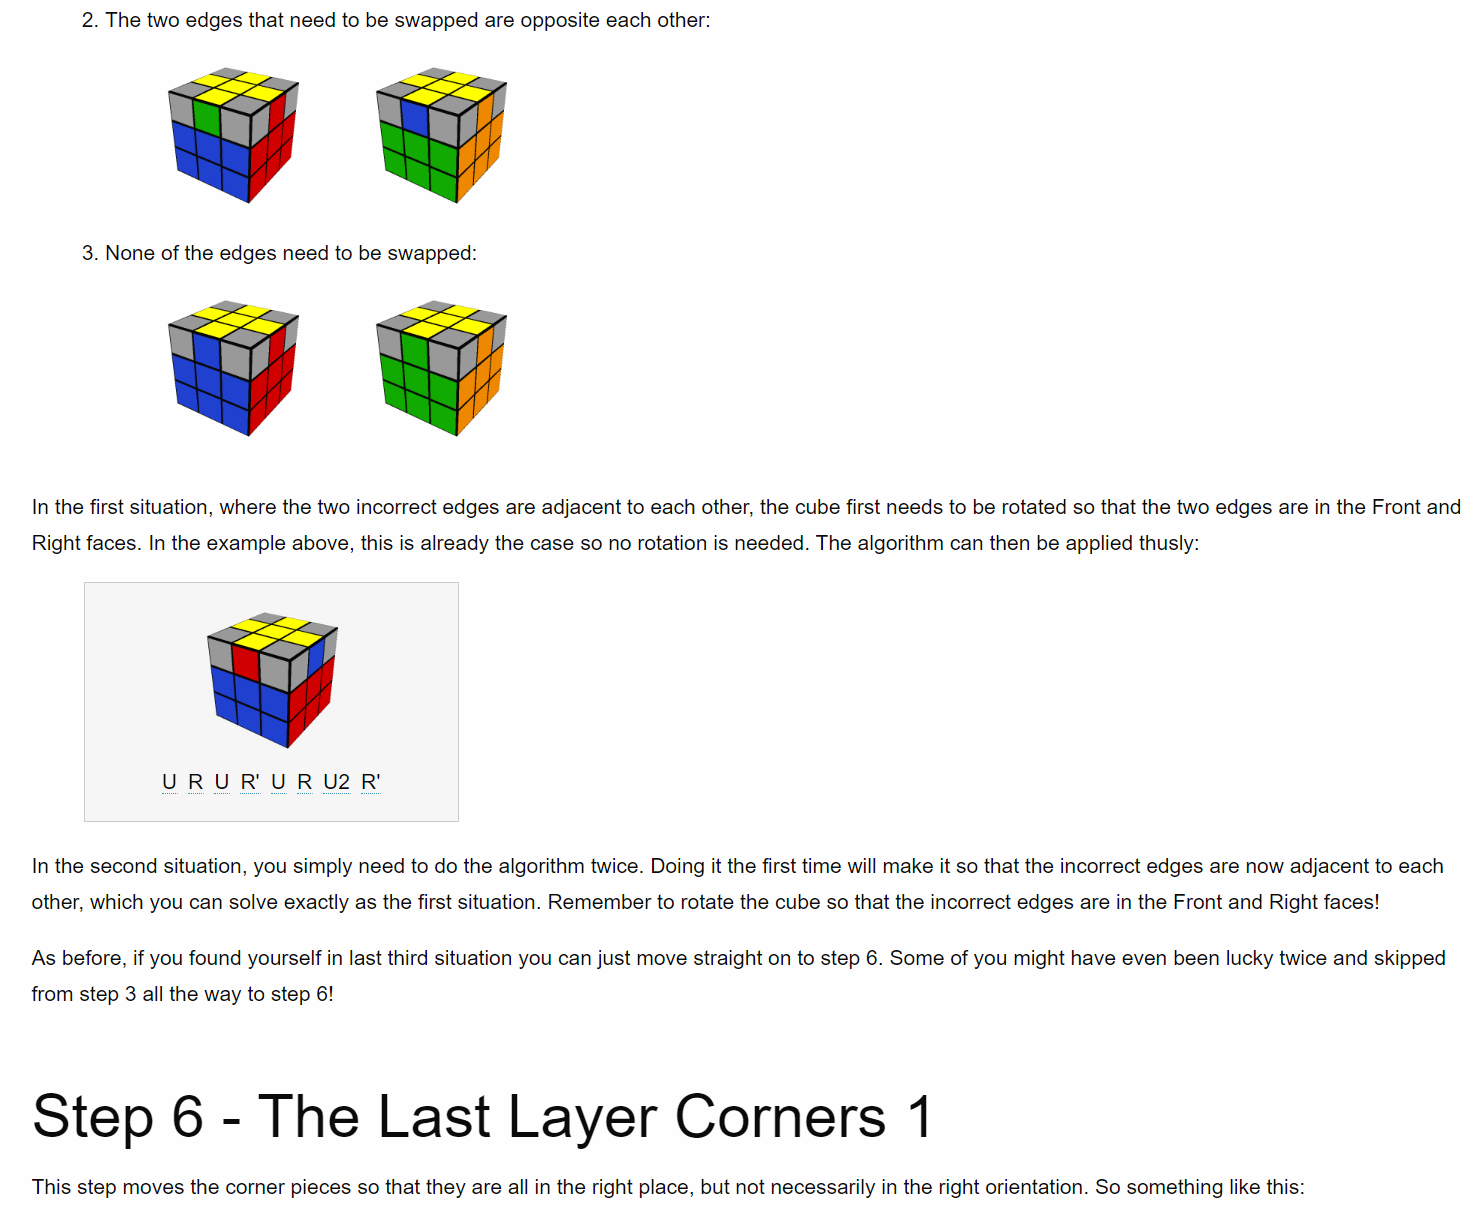 2. The two edges that need to be swapped are opposite each other:
3. None of the edges need to be swapped:
In the first situation, where the two incorrect edges are adjacent to each other, the cube first needs to be rotated so that the two edges are in the Front and
Right faces. In the example above, this is already the case so no rotation is needed. The algorithm can then be applied thusly:
U R U R' U R U2 R'
In the second situation, you simply need to do the algorithm twice. Doing it the first time will make it so that the incorrect edges are now adjacent to each
other, which you can solve exactly as the first situation. Remember to rotate the cube so that the incorrect edges are in the Front and Right faces!
As before, if you found yourself in last third situation you can just move straight on to step 6. Some of you might have even been lucky twice and skipped
from step 3 all the way to step 6!
Step 6 - The Last Layer Corners 1
This step moves the corner pieces so that they are all in the right place, but not necessarily in the right orientation. So something like this: